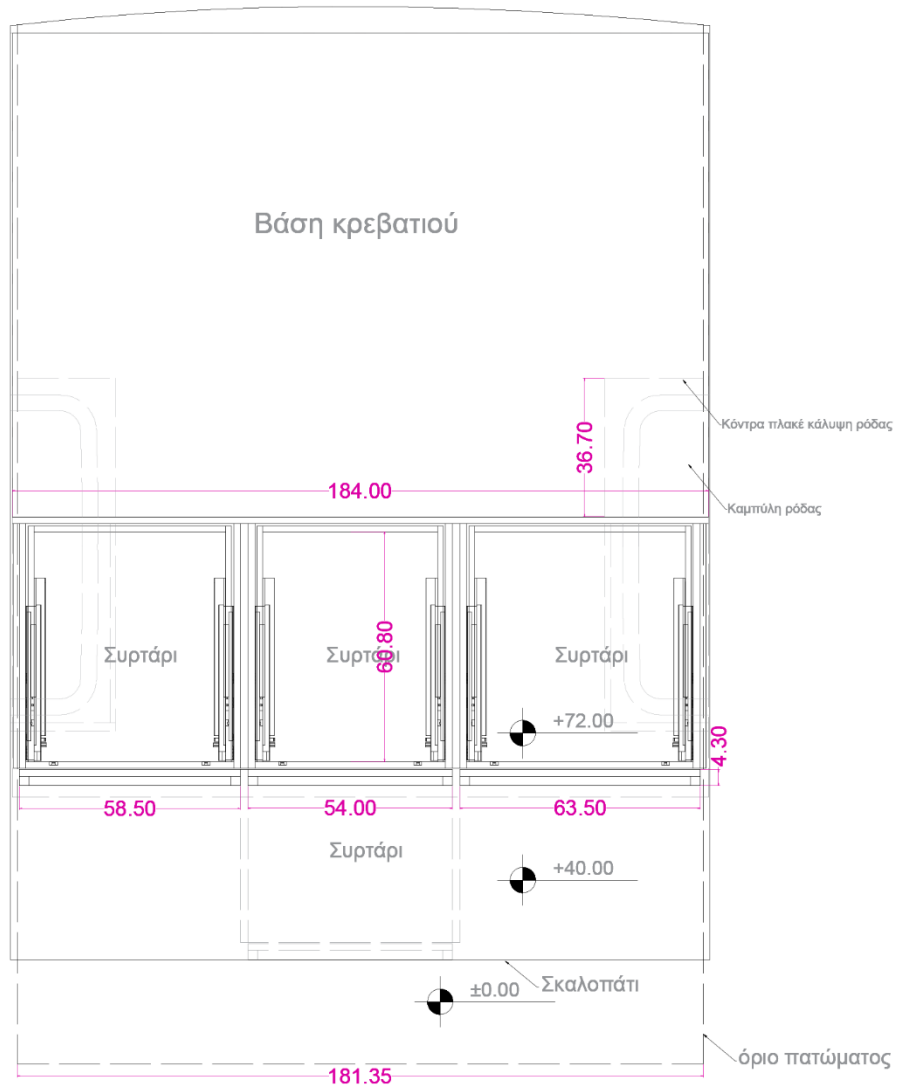 Βάση κρεβατιού
Κόντρα πλακέ κάλυψη ρόδας
36.70
184.00
Καμπύλη ρόδας
Συρτάρι
Συρτάρι
60.80
Συρτάρι
+72.00
4.30
58.50
54.00
63.50
Συρτάρι
+40.00
±0.00
Σκαλοπάτι
όριο πατώματος
181.35